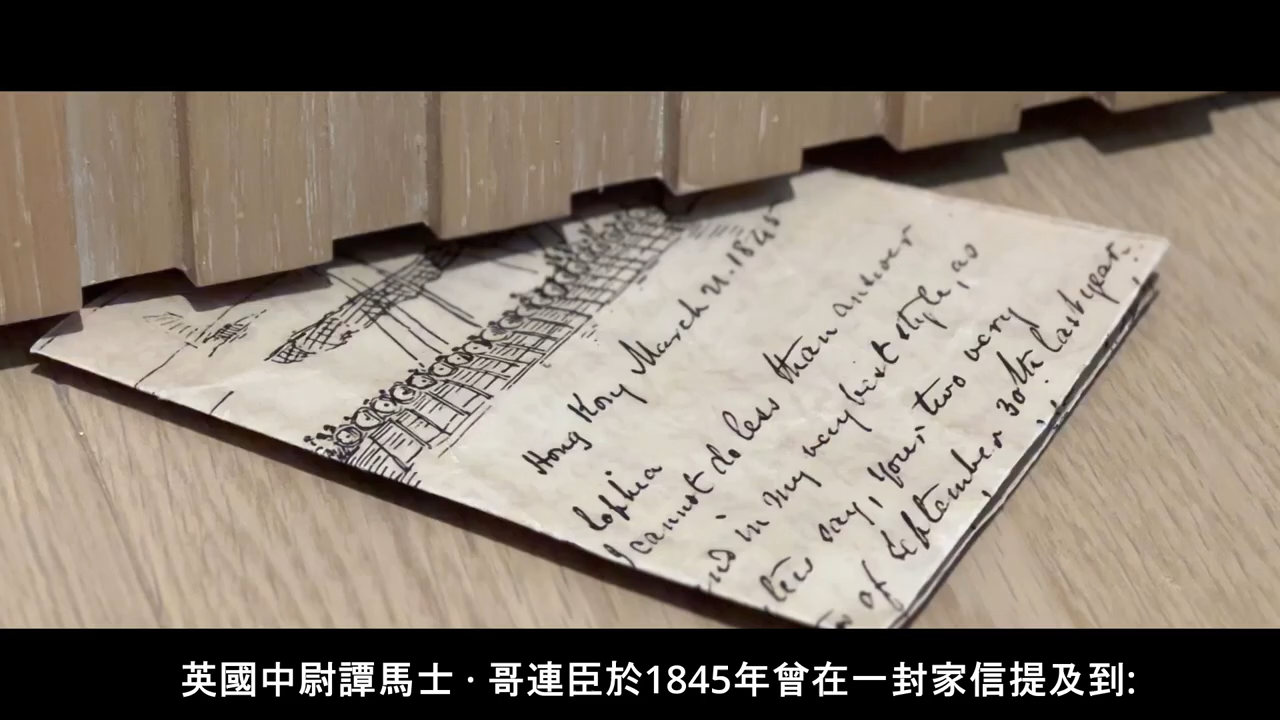 Hong Kong March 21. 1845
Sophia
I cannot do less than answer
in my very best style, as
say, your two very
of September 30th last year.
英國中尉譚馬士 · 哥連臣於1845年曾在一封家信提及到: